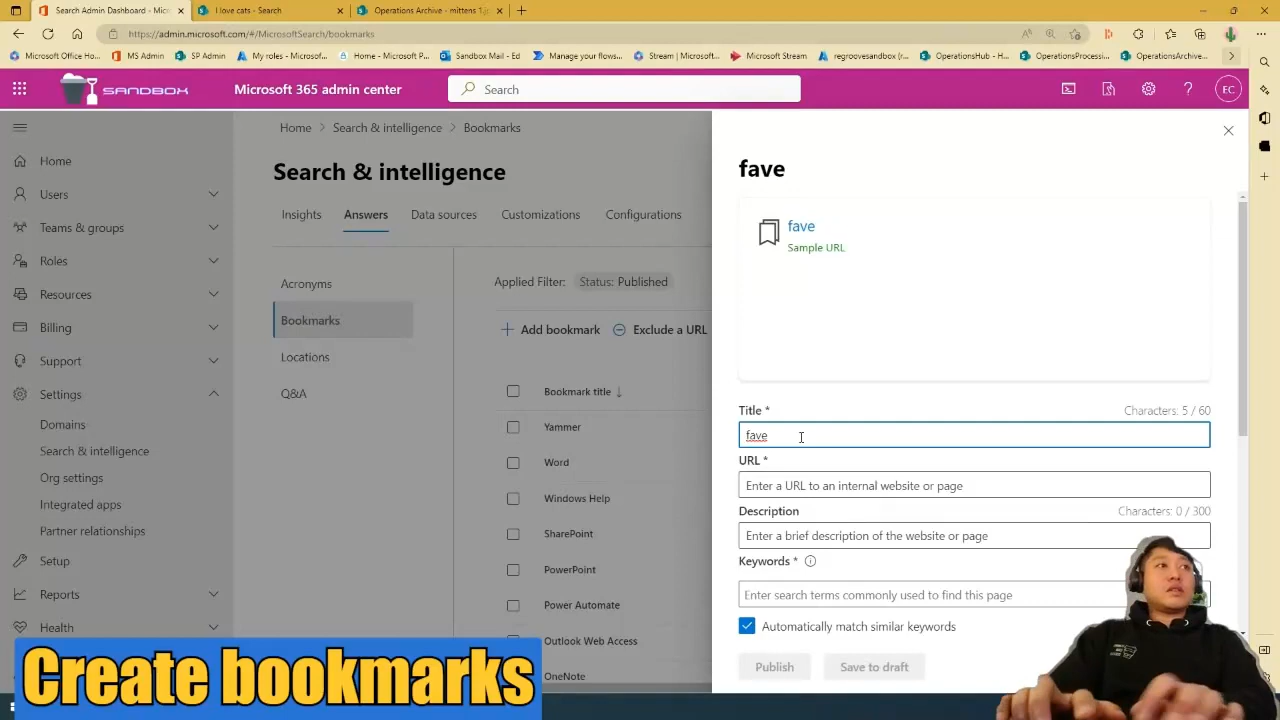 Search Admin Dashboard - Micros
I love cats - Search
Operations Archive - mittens Ty
https://admin.microsoft.com/#/MicrosoftSearch/bookmarks
Microsoft Office Ho...
MS Admin
SP Admin
My roles - Microsof...
Home - Microsoft P...
Sandbox Mail - Ed
Manage your flows...
Stream | Microsoft...
Microsoft Stream
regroovesandbox (r...
OperationsHub - H...
OperationsProcessi...
OperationsArchive...
SANDBOX
Microsoft 365 admin center
Search
EC
Home
Users
Teams & groups
Roles
Resources
Billing
Support
Settings
Domains
Search & intelligence
Org settings
Integrated apps
Partner relationships
Setup
Reports
Health
Home > Search & intelligence > Bookmarks
Search & intelligence
Insights
Answers
Data sources
Customizations
Configurations
Acronyms
Bookmarks
Locations
Q&A
Applied Filter: Status: Published
Add bookmark
Exclude a URL
Bookmark title
Yammer
Word
Windows Help
SharePoint
PowerPoint
Power Automate
Outlook Web Access
OneNote
fave
fave
Sample URL
Title *
Characters: 5 / 60
fave
URL *
Enter a URL to an internal website or page
Description
Characters: 0 / 300
Enter a brief description of the website or page
Keywords *
Enter search terms commonly used to find this page
Automatically match similar keywords
Publish
Save to draft
Create bookmarks